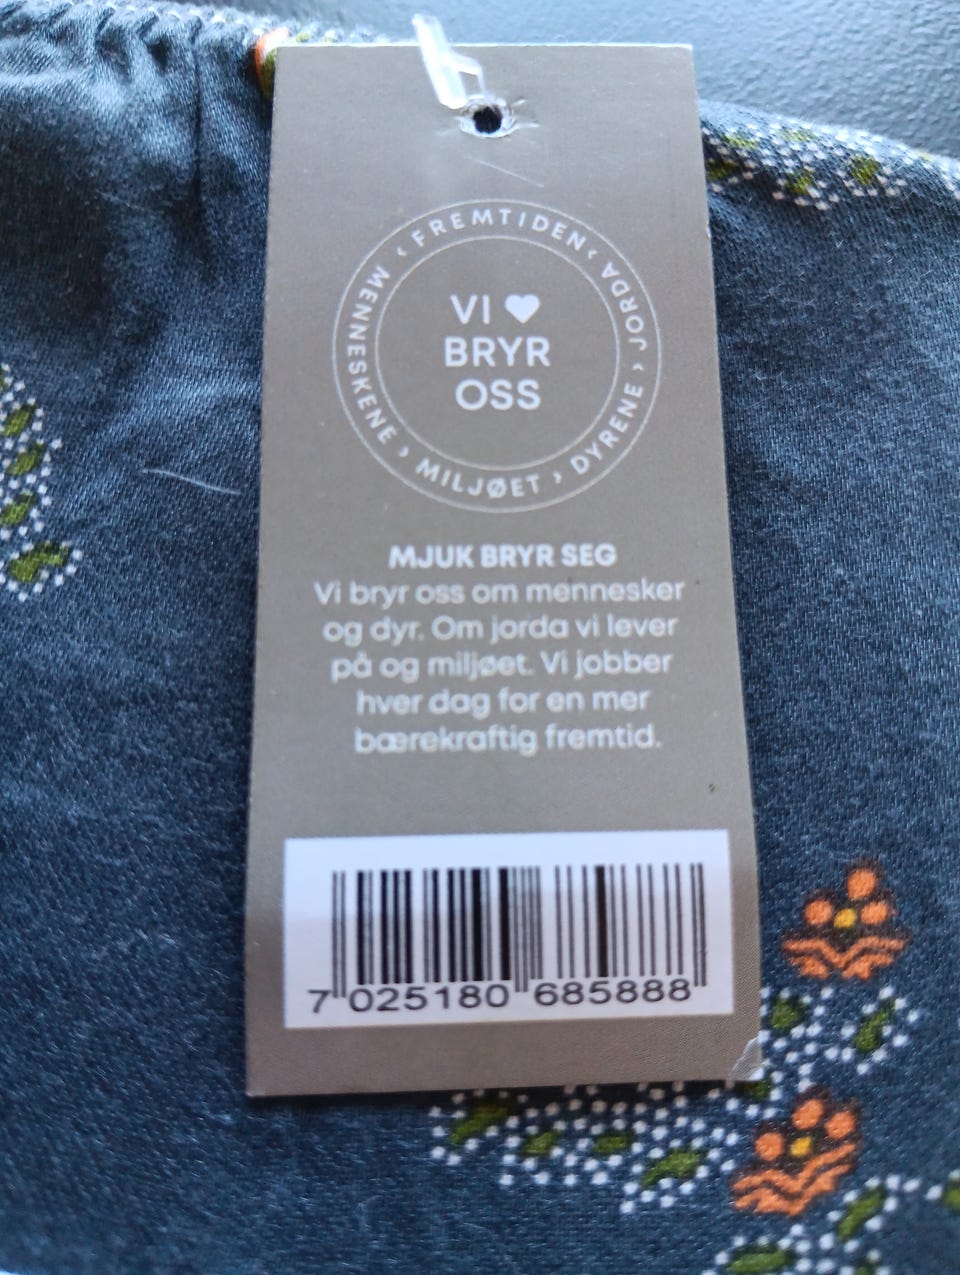 ‹ FREMTIDEN › JORDA › DYRENE › MILJØET › MENNESKENE
VI ♥
BRYR
OSS
MJUK BRYR SEG
Vi bryr oss om mennesker
og dyr. Om jorda vi lever
på og miljøet. Vi jobber
hver dag for en mer
bærekraftig fremtid.
7 025180 685888